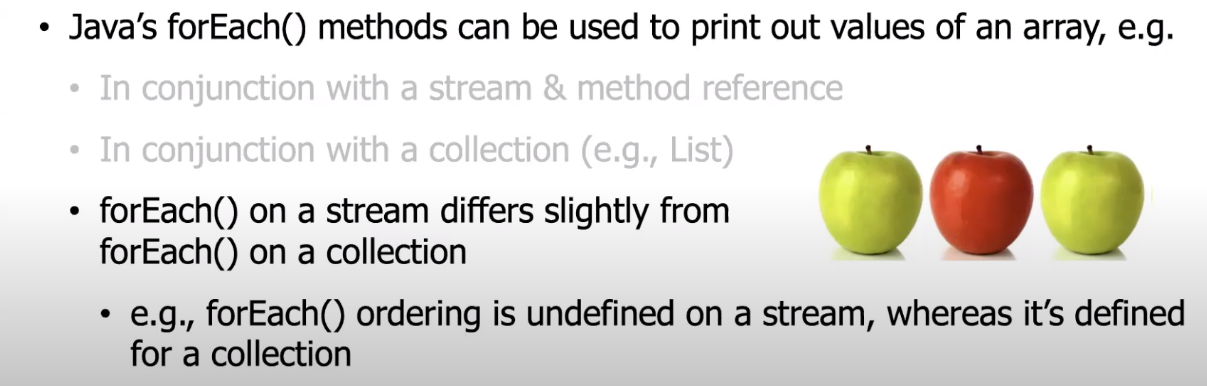 • Java's forEach() methods can be used to print out values of an array, e.g.
• In conjunction with a stream & method reference
• In conjunction with a collection (e.g., List)
• forEach() on a stream differs slightly from
forEach() on a collection
• e.g., forEach() ordering is undefined on a stream, whereas it's defined
for a collection